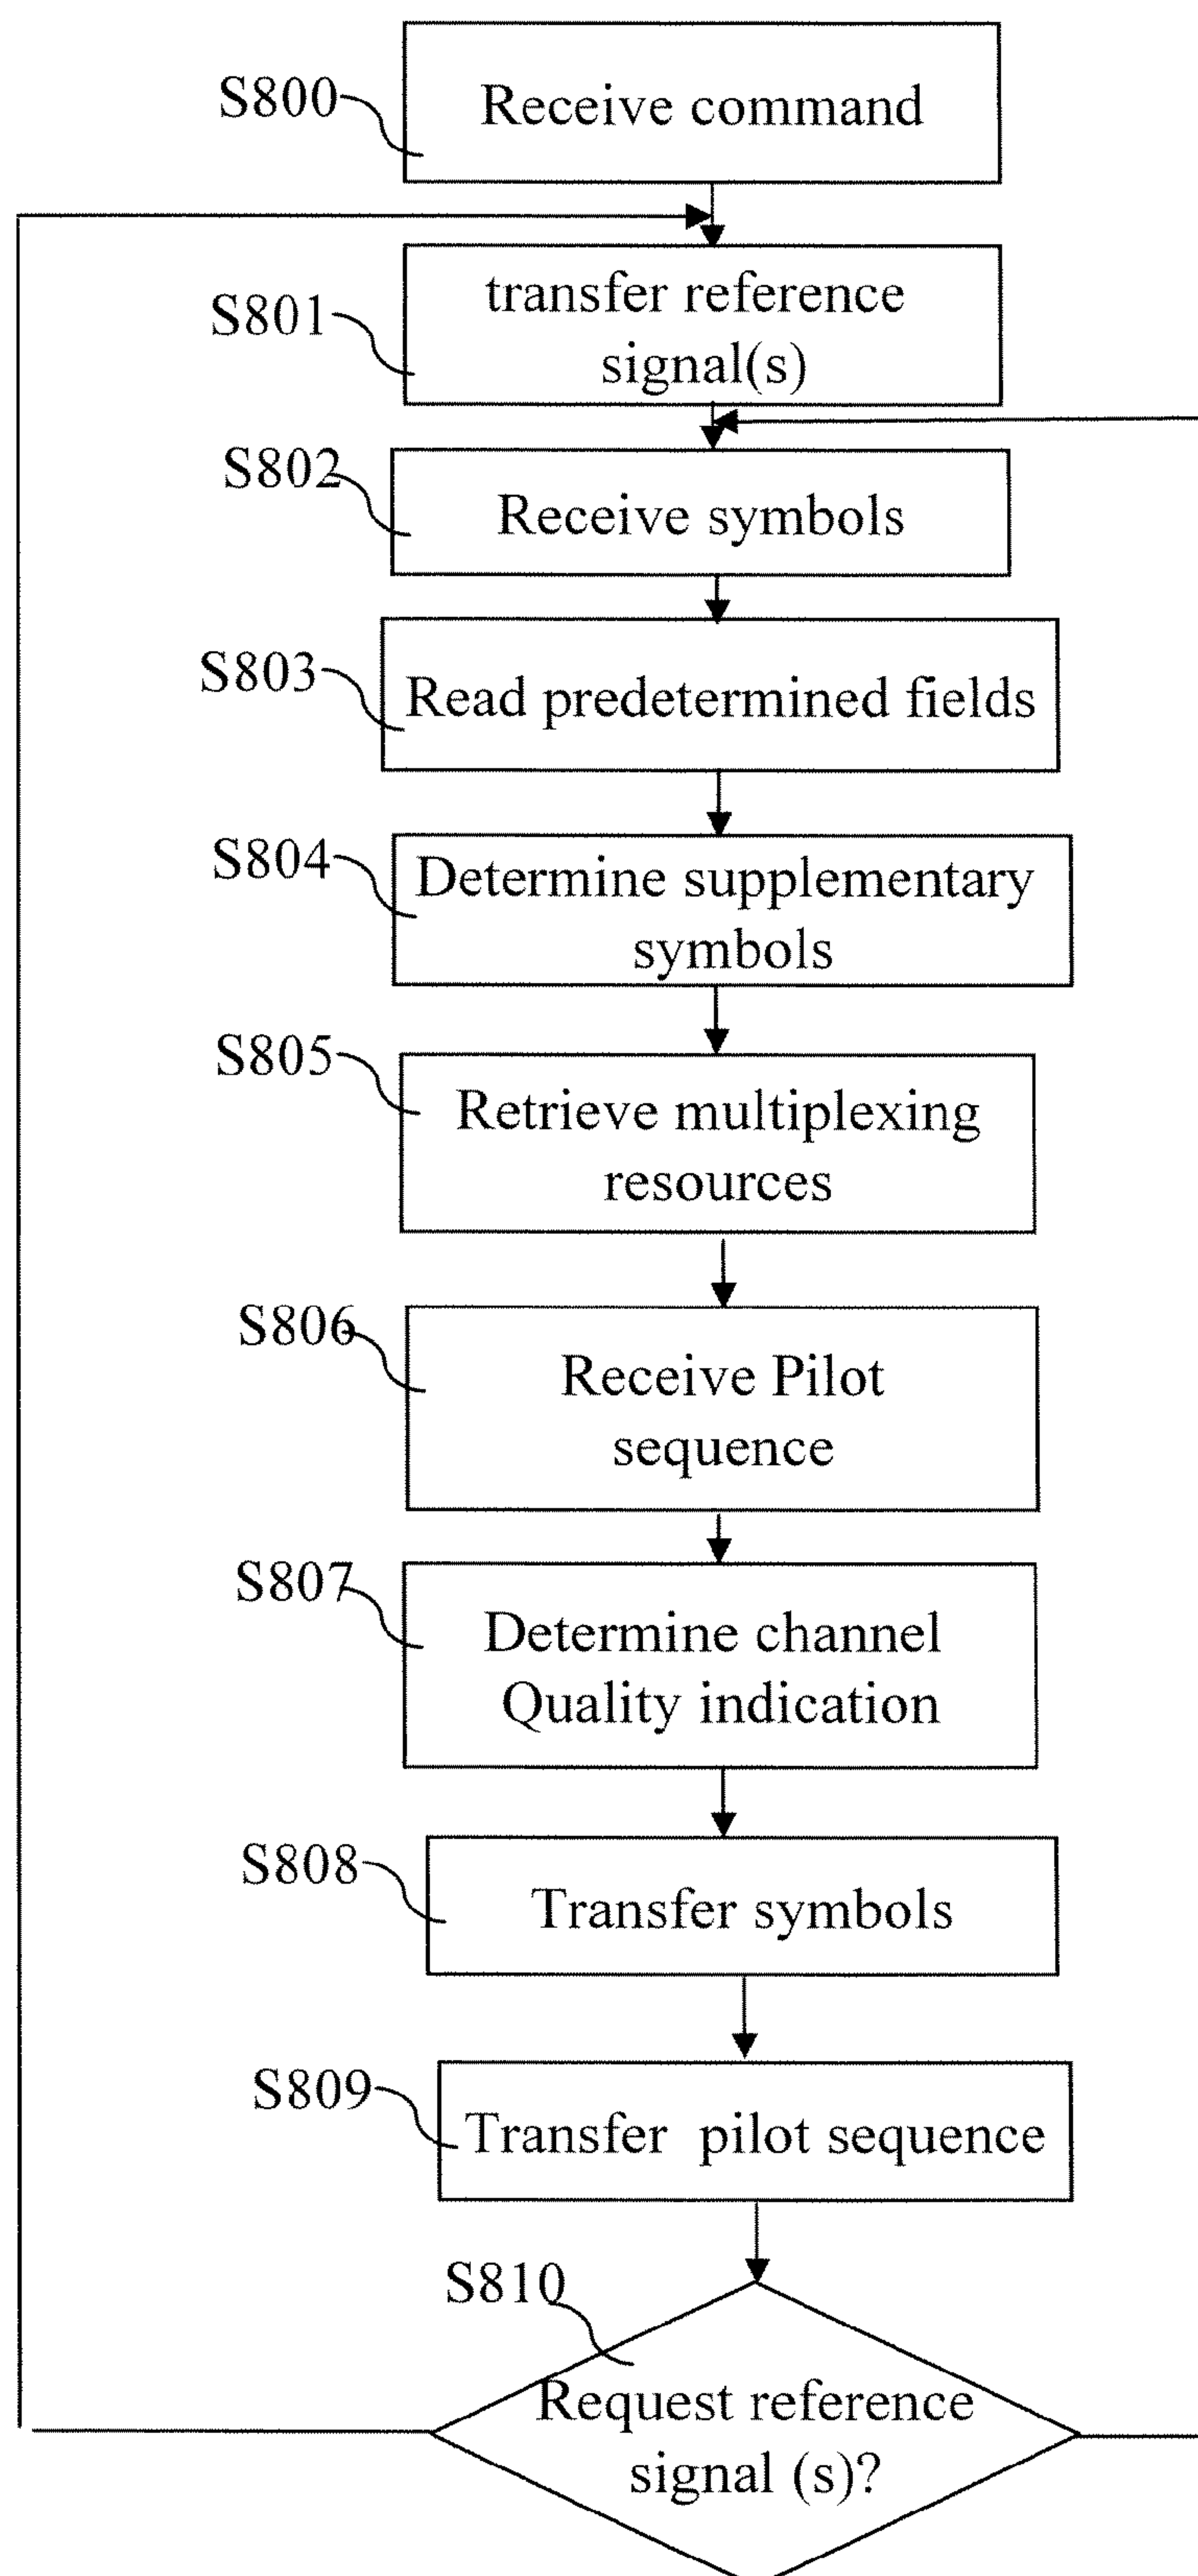 S800
Receive command
S801
transfer reference
signal(s)
S802
Receive symbols
S803
Read predetermined fields
S804
Determine supplementary
symbols
S805
Retrieve multiplexing
resources
S806
Receive Pilot
sequence
S807
Determine channel
Quality indication
S808
Transfer symbols
S809
Transfer pilot sequence
S810
Request reference
signal (s)?